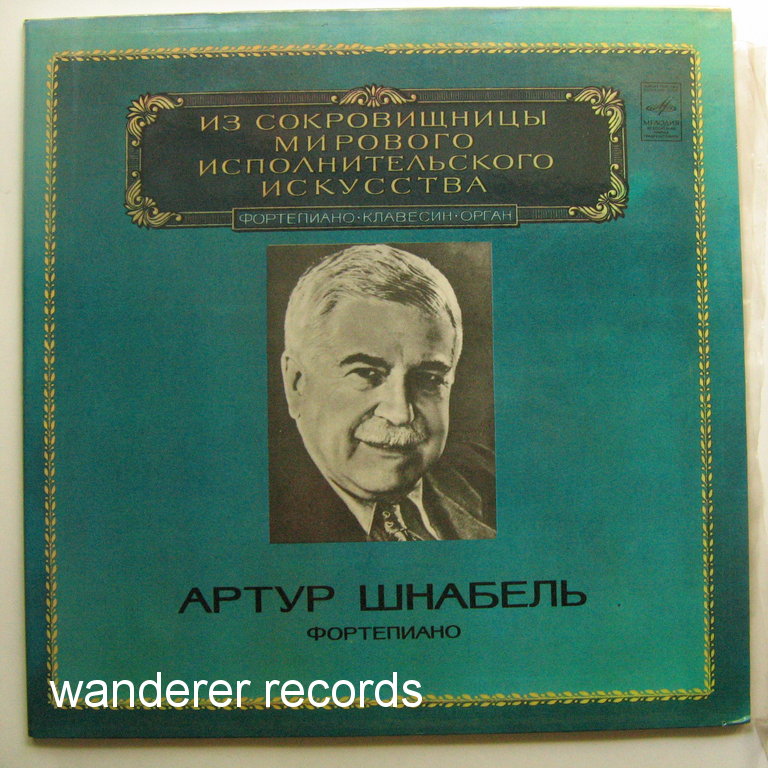 ИЗ СОКРОВИЩНИЦЫ
МИРОВОГО
ИСПОЛНИТЕЛЬСКОГО
ИСКУССТВА
ФОРТЕПИАНО·КЛАВЕСИН·ОРГАН
МЕЛОДИЯ
АРТУР ШНАБЕЛЬ
ФОРТЕПИАНО
wanderer records